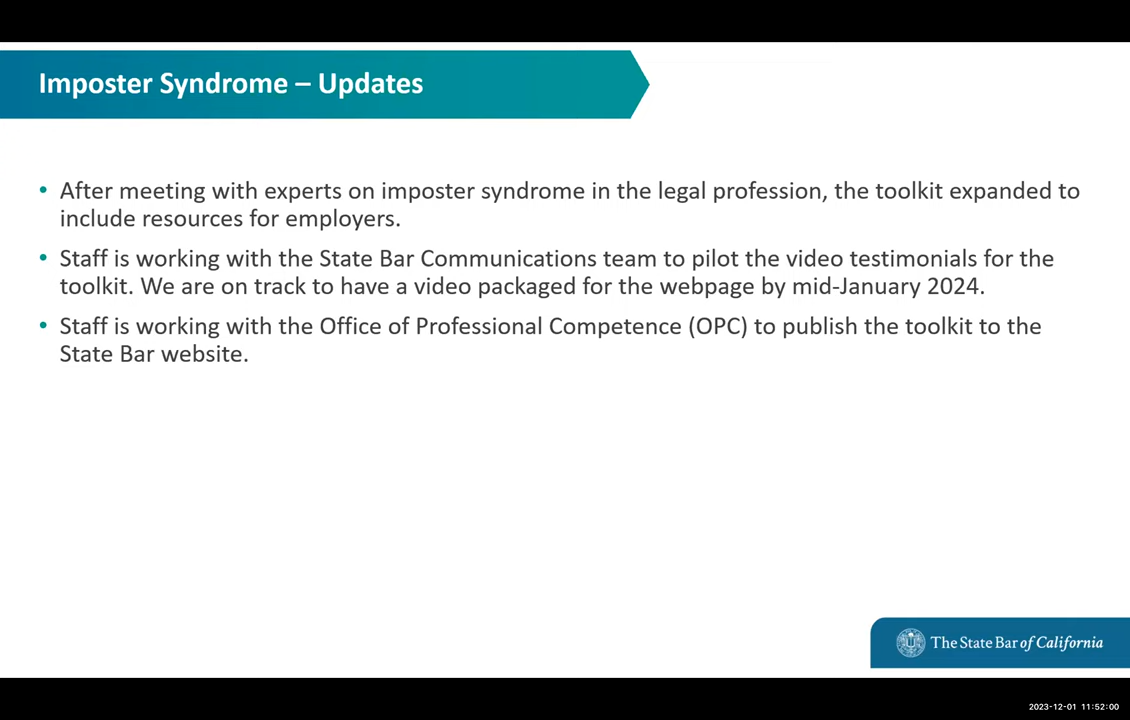 Imposter Syndrome – Updates
• After meeting with experts on imposter syndrome in the legal profession, the toolkit expanded to
include resources for employers.
• Staff is working with the State Bar Communications team to pilot the video testimonials for the
toolkit. We are on track to have a video packaged for the webpage by mid-January 2024.
• Staff is working with the Office of Professional Competence (OPC) to publish the toolkit to the
State Bar website.
The State Bar of California
2023-12-01 11:52:00